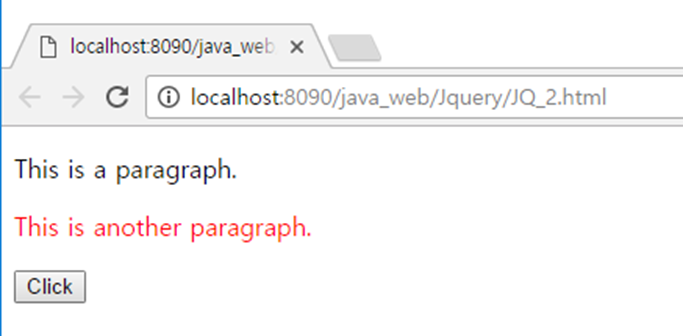 localhost:8090/java_web
localhost:8090/java_web/Jquery/JQ_2.html
This is a paragraph.
This is another paragraph.
Click